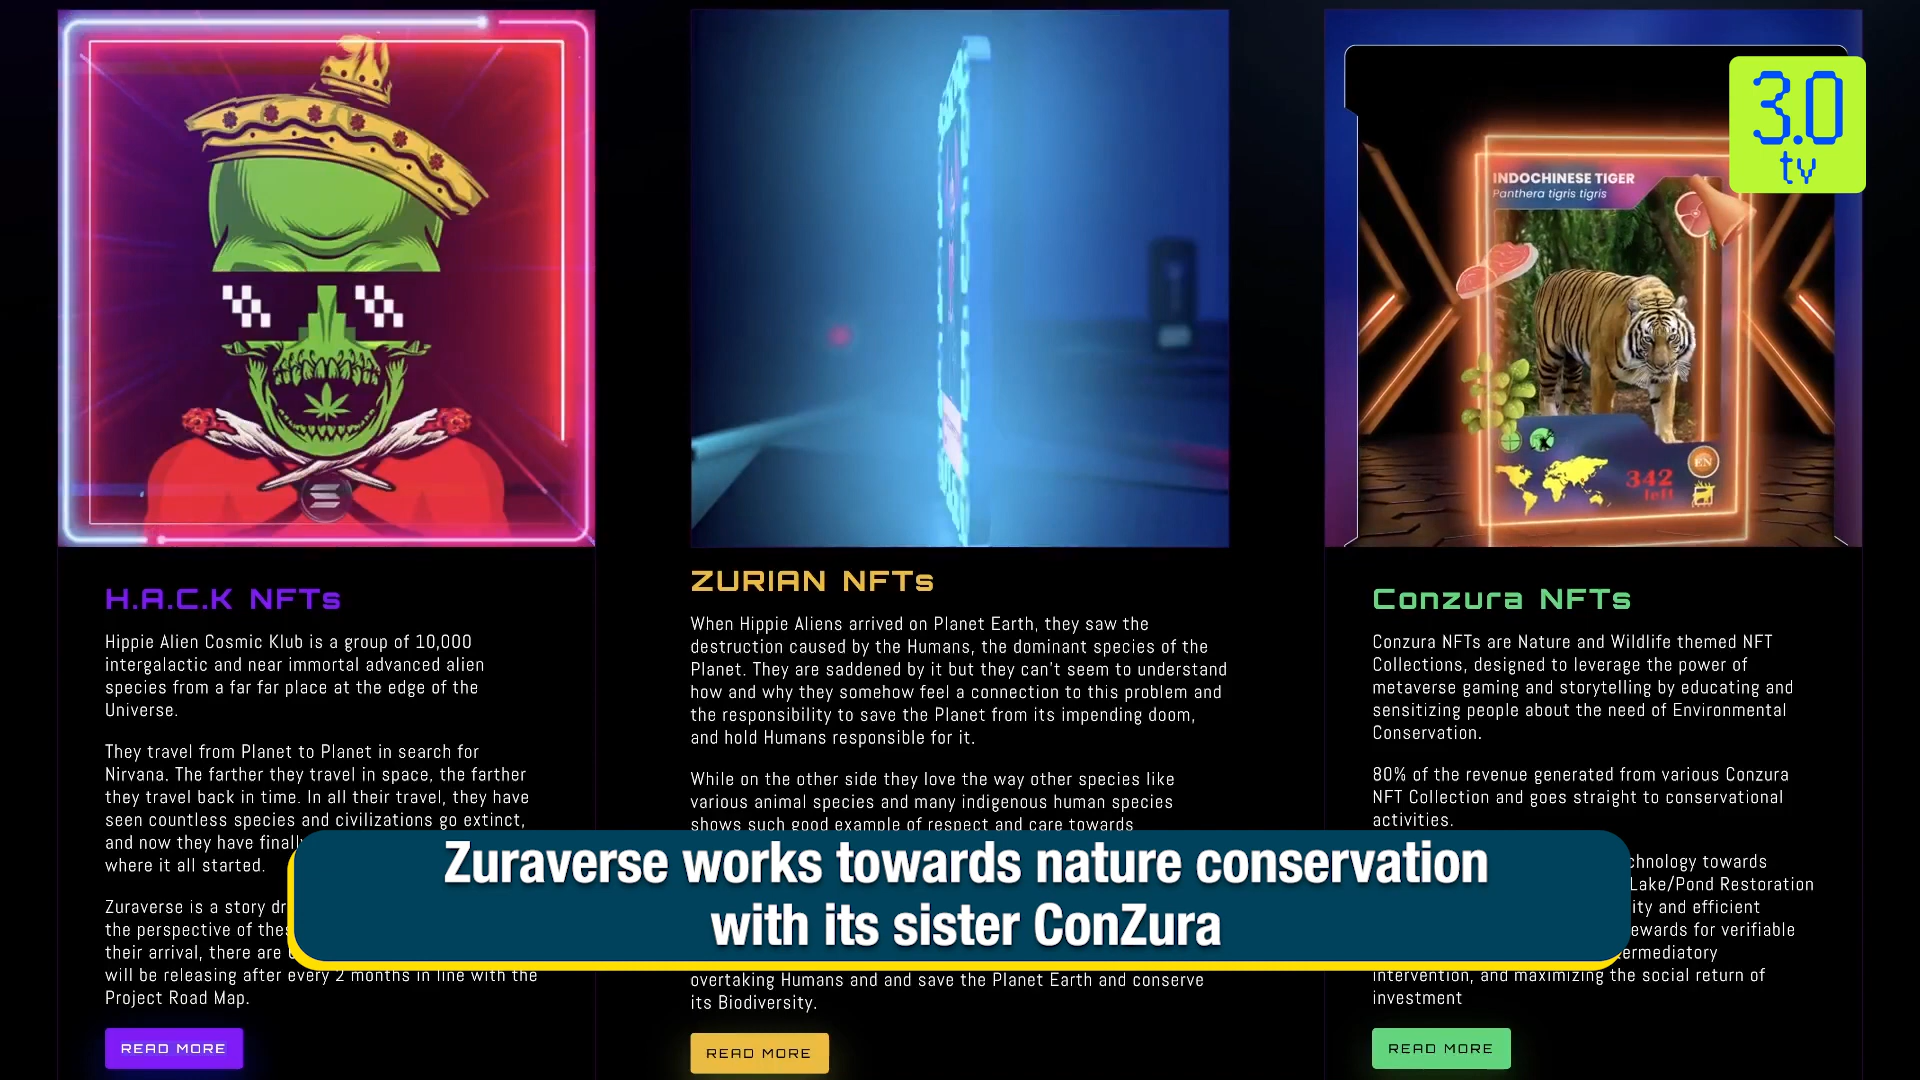 3.0
tv
INDOCHINESE TIGER
Panthera tigris tigris
EN
342
left
H.A.C.K NFTs
Hippie Alien Cosmic Klub is a group of 10,000
intergalactic and near immortal advanced alien
species from a far far place at the edge of the
Universe.
They travel from Planet to Planet in search for
Nirvana. The farther they travel in space, the farther
they travel back in time. In all their travel, they have
seen countless species and civilizations go extinct,
and now they have finally
where it all started.
Zuraverse is a story
the perspective of
their arrival, there are
will be releasing after every 2 months in line with the
Project Road Map.
READ MORE
ZURIAN NFTs
When Hippie Aliens arrived on Planet Earth, they saw the
destruction caused by the Humans, the dominant species of the
Planet. They are saddened by it but they can't seem to understand
how and why they somehow feel a connection to this problem and
the responsibility to save the Planet from its impending doom,
and hold Humans responsible for it.
While on the other side they love the way other species like
various animal species and many indigenous human species
shows such good example of respect and care towards
overtaking Humans and and save the Planet Earth and conserve
its Biodiversity.
READ MORE
Conzura NFTs
Conzura NFTs are Nature and Wildlife themed NFT
Collections, designed to leverage the power of
metaverse gaming and storytelling by educating and
sensitizing people about the need of Environmental
Conservation.
80% of the revenue generated from various Conzura
NFT Collection and goes straight to conservational
activities.
towards
Lake/Pond Restoration
and efficient
for verifiable
intervention, and maximizing the social return of
investment
READ MORE
Zuraverse works towards nature conservation
with its sister ConZura